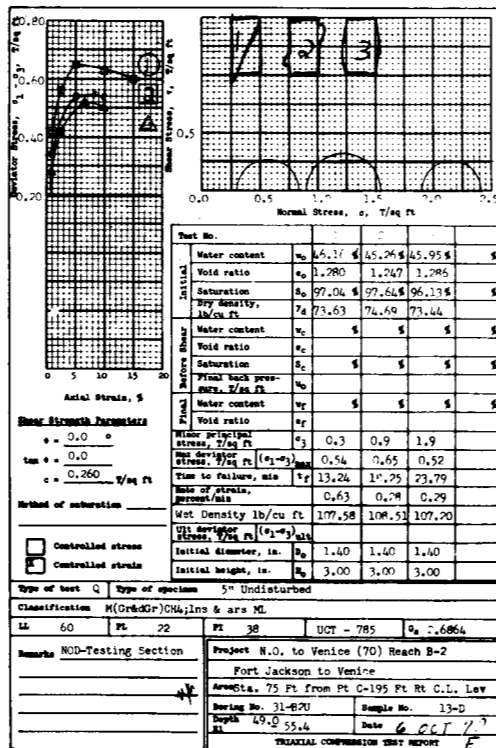 0.80
0.60
0.40
0.20
Deviator Stress, σ1 - σ3, T/sq ft
1
2
Shear Stress, τ, T/sq ft
1
2
3
0.5
0.0 0.5 1.0 1.5 2.0 2.5
Normal Stress, σ, T/sq ft
0 5 10 15 20
Axial Strain, %
Shear Strength Parameters
φ = 0.0 °
tan φ = 0.0
c = 0.260 T/sq ft
Method of saturation
Controlled stress
Controlled strain
Test No.
Initial
Water content w₀ 46.16 % 45.26 % 45.95 % %
Void ratio e₀ 1.280 1.247 1.286
Saturation S₀ 97.04 % 97.64 % 96.13 % %
Dry density, lb/cu ft γd 73.63 74.69 73.44
Before Shear
Water content wc % % % %
Void ratio ec
Saturation Sc % % % %
Final back pressure, T/sq ft u₀
Final
Water content wf % % % %
Void ratio ef
Minor principal stress, T/sq ft σ3 0.3 0.9 1.9
Max deviator stress, T/sq ft (σ1-σ3)max 0.54 0.65 0.52
Time to failure, min tf 13.24 23.79
Rate of strain, percent/min 0.63 0.28 0.29
Wet Density lb/cu ft 107.58 108.51 107.20
Ult deviator stress, T/sq ft (σ1-σ3)ult
Initial diameter, in. D₀ 1.40 1.40 1.40
Initial height, in. H₀ 3.00 3.00 3.00
Type of test Q Type of specimen 5" Undisturbed
Classification M(Gr&dGr)CH4;lns & ars ML
LL 60 PL 22 PI 38 UCT - 785 .6864
Remarks NOD-Testing Section
Project N.O. to Venice (70) Reach B-2
Fort Jackson to Venice
Area Sta. 75 Ft from Pt C-195 Ft Rt C.L. Lev
Boring No. 31-B2U Sample No. 13-D
Depth El 49.0 55.4 Date 6 OCT
TRIAXIAL COMPRESSION TEST REPORT
F